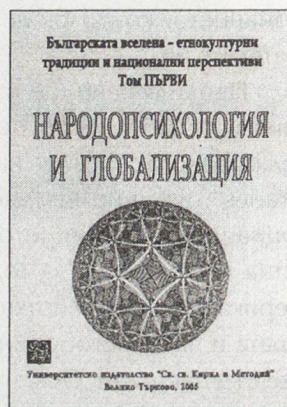 Българската вселена – етнокултурни
традиции и национални перспективи
Том ПЪРВИ
НАРОДОПСИХОЛОГИЯ
И ГЛОБАЛИЗАЦИЯ
Университетско издателство "Св. св. Кирил и Методий"
Велико Търново, 2005